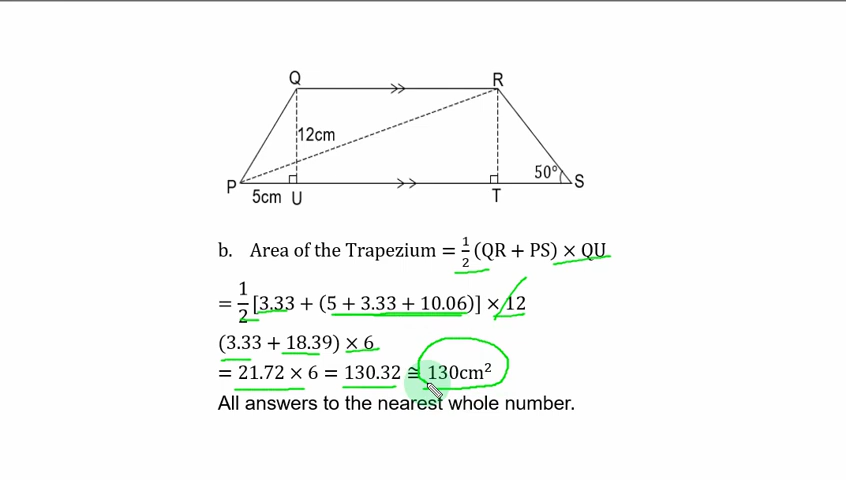 Q R
12cm
50°
P S
5cm U T
b. Area of the Trapezium = 1/2 (QR + PS) × QU
= 1/2 [3.33 + (5 + 3.33 + 10.06)] × 12
(3.33 + 18.39) × 6
= 21.72 × 6 = 130.32 ≅ 130cm²
All answers to the nearest whole number.